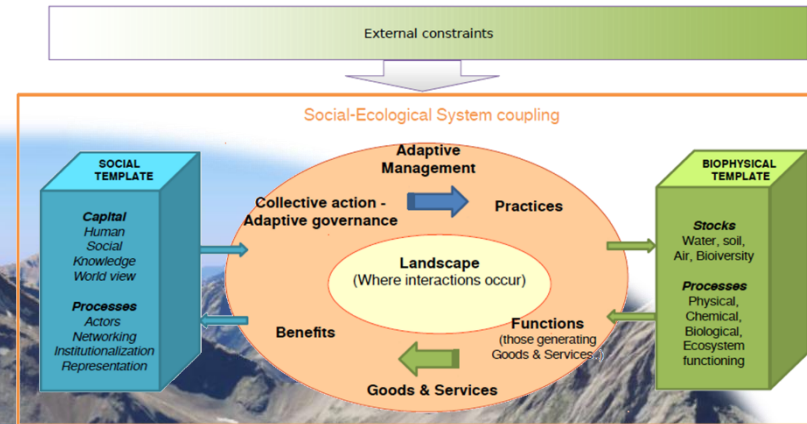 External constraints
Social-Ecological System coupling
SOCIAL
TEMPLATE
Capital
Human
Social
Knowledge
World view
Processes
Actors
Networking
Institutionalization
Representation
Adaptive
Management
Collective action -
Adaptive governance
Practices
Landscape
(Where interactions occur)
Benefits
Functions
(those generating
Goods & Services..)
Goods & Services
BIOPHYSICAL
TEMPLATE
Stocks
Water, soil,
Air, Bioiversity
Processes
Physical,
Chemical,
Biological,
Ecosystem
functioning